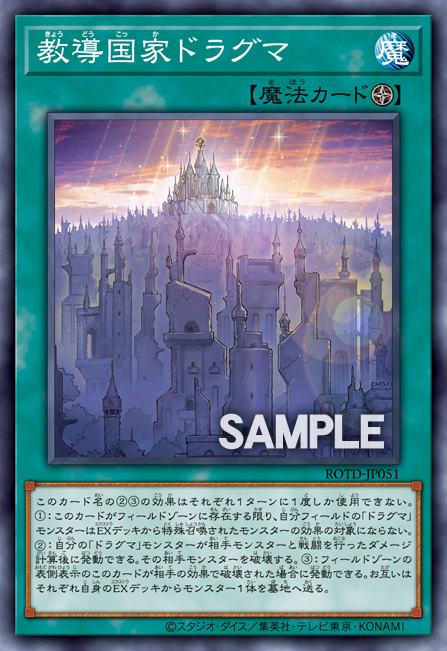 教導国家ドラグマ
きょうどうこっか
魔
【魔法カード】
まほう
SAMPLE
ROTD-JP051
このカード名の②③の効果はそれぞれ1ターンに1度しか使用できない。
①:このカードがフィールドゾーンに存在する限り、自分フィールドの「ドラグマ」
モンスターはEXデッキから特殊召喚されたモンスターの効果の対象にならない。
②:自分の「ドラグマ」モンスターが相手モンスターと戦闘を行ったダメージ
計算後に発動できる。その相手モンスターを破壊する。③:フィールドゾーンの
表側表示のこのカードが相手の効果で破壊された場合に発動できる。お互いは
それぞれ自身のEXデッキからモンスター1体を墓地へ送る。
©スタジオ・ダイス/集英社・テレビ東京・KONAMI